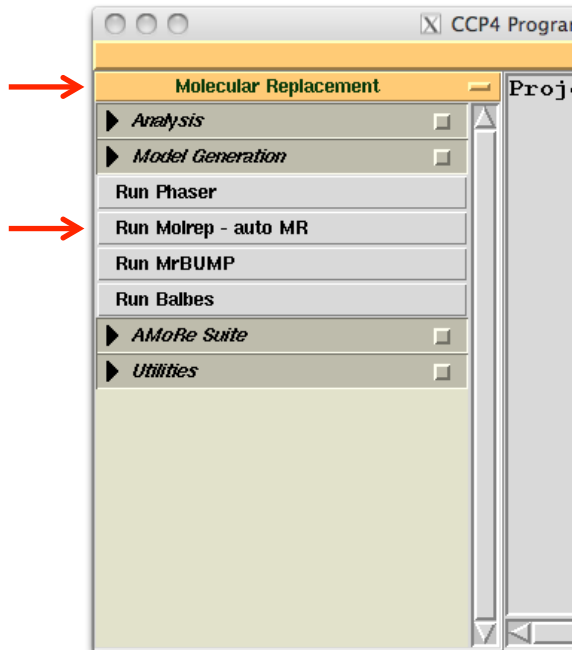 CCP4 Program
Molecular Replacement
Proj
Analysis
Model Generation
Run Phaser
Run Molrep - auto MR
Run MrBUMP
Run Balbes
AMoRe Suite
Utilities